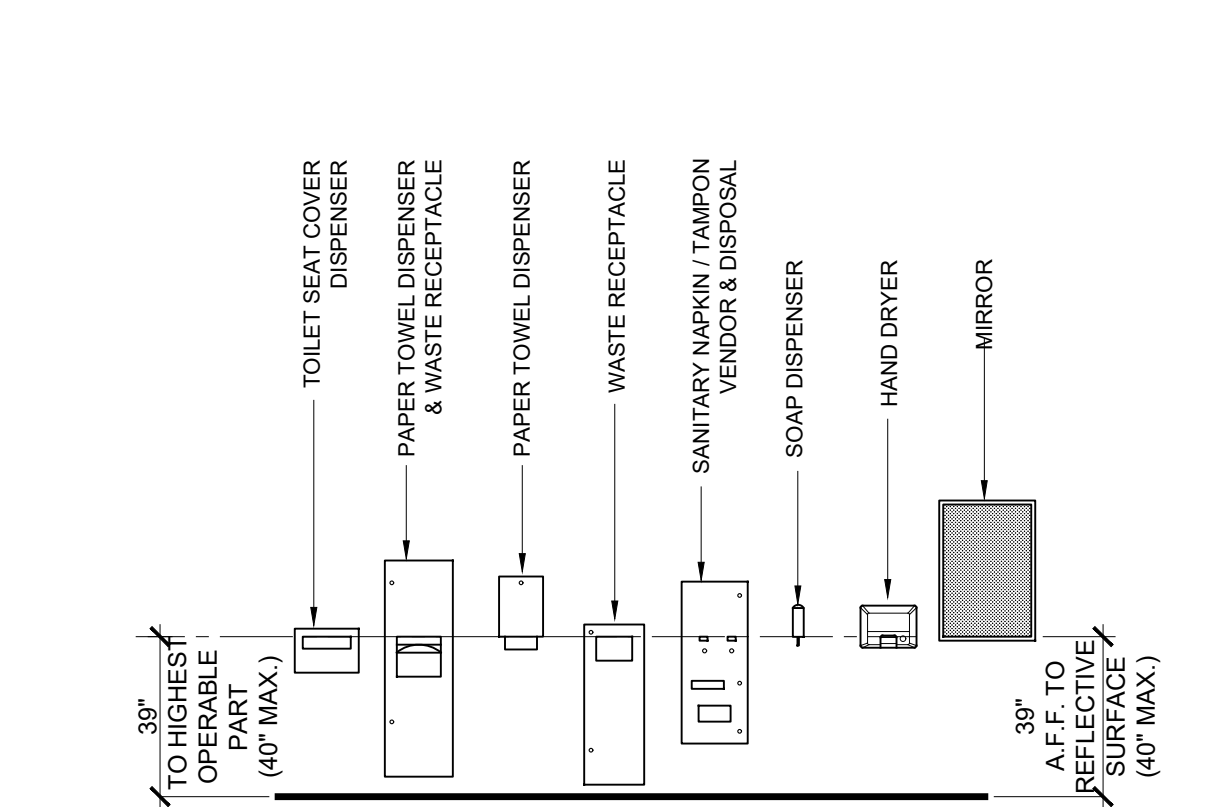 TOILET SEAT COVER
DISPENSER
PAPER TOWEL DISPENSER
& WASTE RECEPTACLE
PAPER TOWEL DISPENSER
WASTE RECEPTACLE
SANITARY NAPKIN / TAMPON
VENDOR & DISPOSAL
SOAP DISPENSER
HAND DRYER
MIRROR
39"
TO HIGHEST
OPERABLE
PART
(40" MAX.)
39"
A.F.F. TO
REFLECTIVE
SURFACE
(40" MAX.)